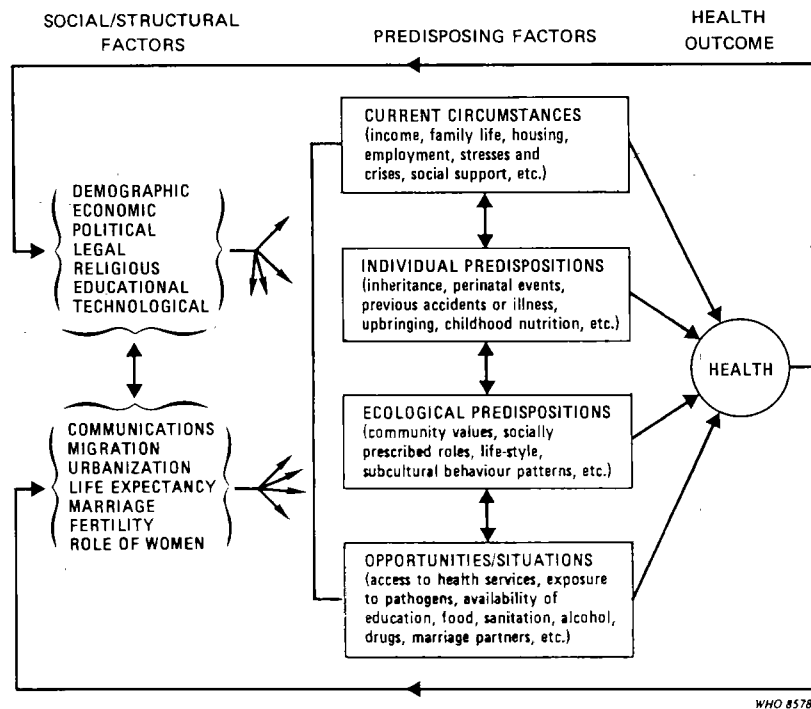 SOCIAL/STRUCTURAL
FACTORS
PREDISPOSING FACTORS
HEALTH
OUTCOME
DEMOGRAPHIC
ECONOMIC
POLITICAL
LEGAL
RELIGIOUS
EDUCATIONAL
TECHNOLOGICAL
COMMUNICATIONS
MIGRATION
URBANIZATION
LIFE EXPECTANCY
MARRIAGE
FERTILITY
ROLE OF WOMEN
CURRENT CIRCUMSTANCES
(income, family life, housing,
employment, stresses and
crises, social support, etc.)
INDIVIDUAL PREDISPOSITIONS
(inheritance, perinatal events,
previous accidents or illness,
upbringing, childhood nutrition, etc.)
ECOLOGICAL PREDISPOSITIONS
(community values, socially
prescribed roles, life-style,
subcultural behaviour patterns, etc.)
OPPORTUNITIES/SITUATIONS
(access to health services, exposure
to pathogens, availability of
education, food, sanitation, alcohol,
drugs, marriage partners, etc.)
HEALTH
WHO 8578